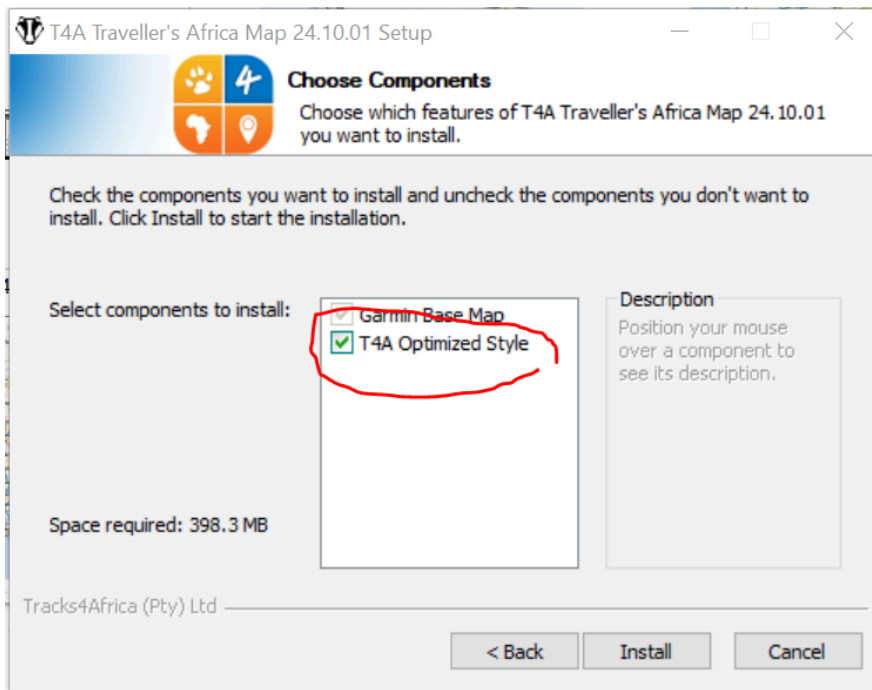 T4A Traveller's Africa Map 24.10.01 Setup
4
Choose Components
Choose which features of T4A Traveller's Africa Map 24.10.01
you want to install.
Check the components you want to install and uncheck the components you don't want to
install. Click Install to start the installation.
Select components to install:
Garmin Base Map
T4A Optimized Style
Description
Position your mouse
over a component to
see its description.
Space required: 398.3 MB
Tracks4Africa (Pty) Ltd
< Back
Install
Cancel